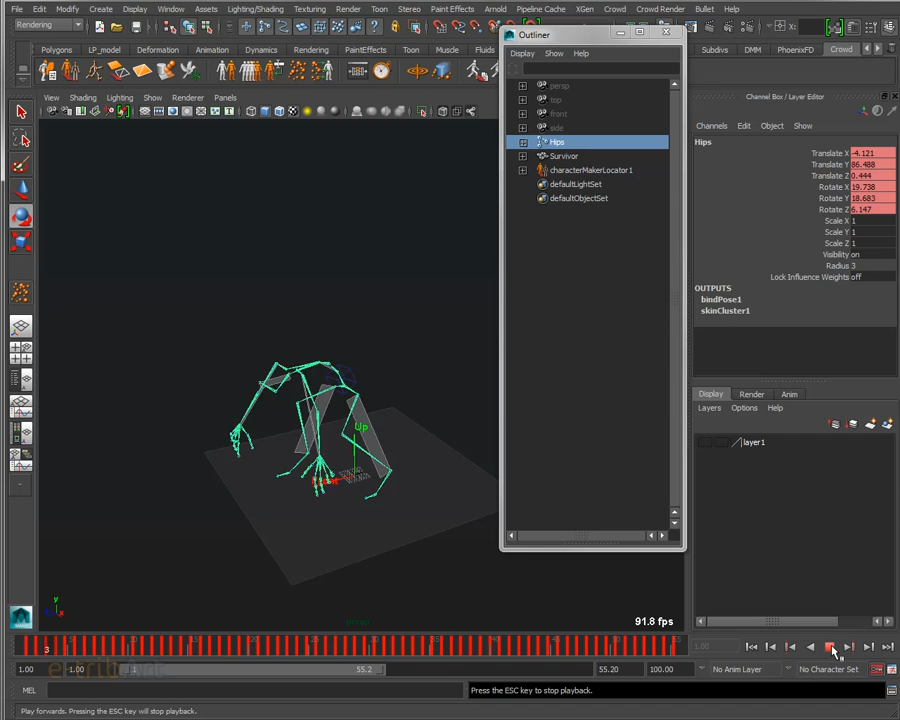 File Edit Modify Create Display Window Assets Lighting/Shading Texturing Render Toon Stereo Paint Effects Arnold Pipeline Cache XGen Crowd Crowd Render Bullet Help
Rendering
Polygons LP_model Deformation Animation Dynamics Rendering PaintEffects Toon Muscle Fluids Subdivs DMM PhoenixFD Crowd
View Shading Lighting Show Renderer Panels
Outliner
Display Show Help
persp
top
front
side
Hips
Survivor
characterMakerLocator1
defaultLightSet
defaultObjectSet
Channel Box / Layer Editor
Channels Edit Object Show
Hips
Translate X -4.121
Translate Y 86.488
Translate Z 0.444
Rotate X 19.738
Rotate Y 18.683
Rotate Z 6.147
Scale X 1
Scale Y 1
Scale Z 1
Visibility on
Radius 3
Lock Influence Weights off
OUTPUTS
bindPose1
skinCluster1
Up
Display Render Anim
Layers Options Help
layer1
y
x
persp
91.8 fps
3
55
1.00
1.00 1.00 1 55.2 55.20 100.00 No Anim Layer No Character Set
MEL Press the ESC key to stop playback.
Play forwards. Pressing the ESC key will stop playback.